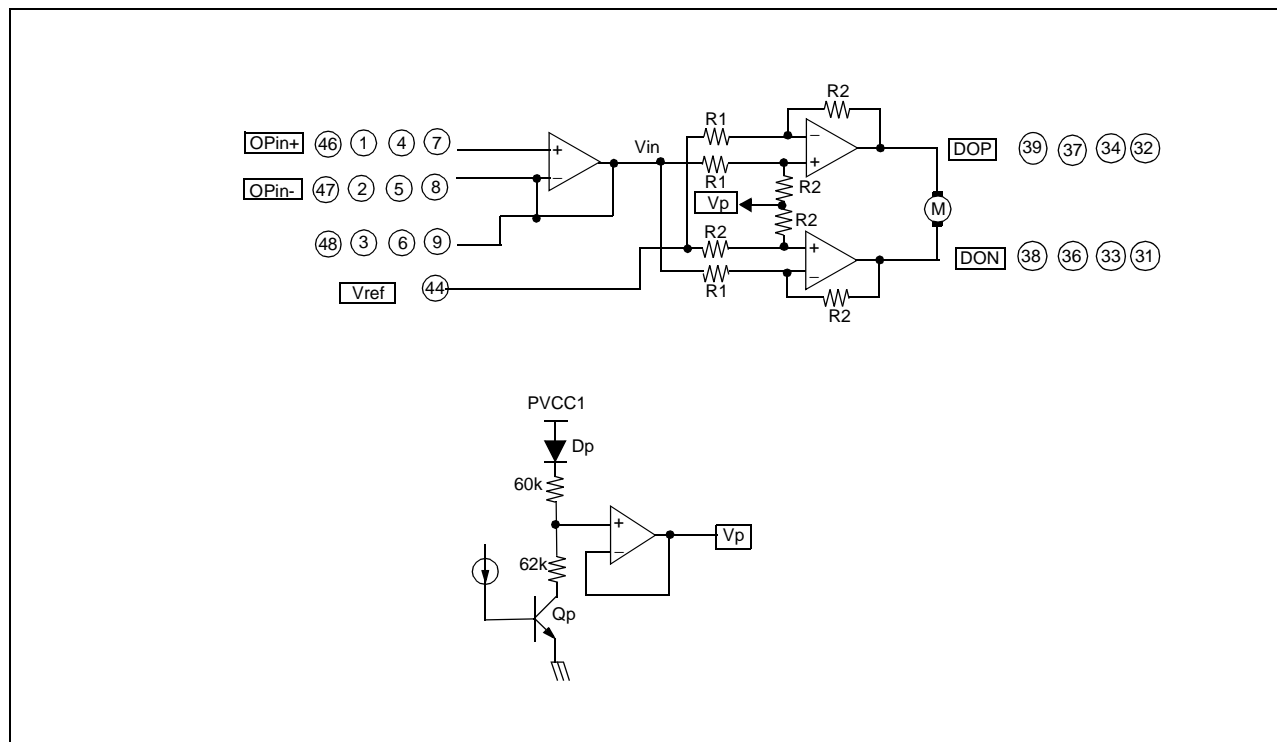 R2
R1
OPin+ 46 1 4 7 + Vin − DOP 39 37 34 32
+
OPin- 47 2 5 8 − R1 R2
Vp M
R2
48 3 6 9 R2 + DON 38 36 33 31
−
Vref 44 R1
R2
PVCC1
Dp
60k
+ Vp
−
62k
Qp